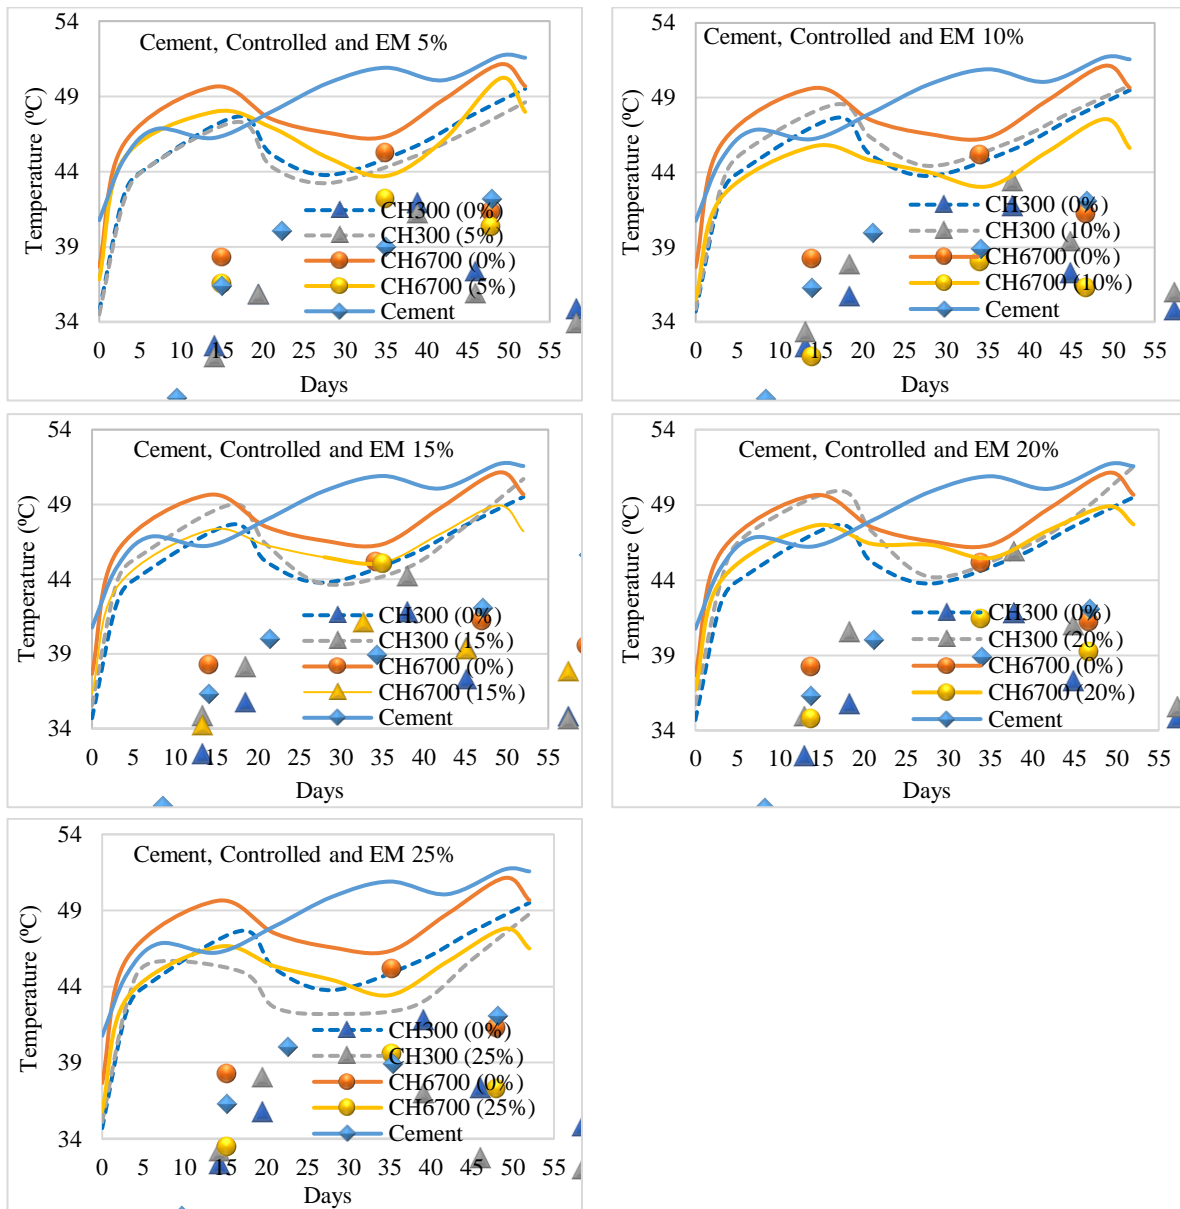 Cement, Controlled and EM 5%
Temperature (⁰C)
54
49
44
39
34
0 5 10 15 20 25 30 35 40 45 50 55
Days
CH300 (0%)
CH300 (5%)
CH6700 (0%)
CH6700 (5%)
Cement
Cement, Controlled and EM 10%
Temperature (⁰C)
54
49
44
39
34
0 5 10 15 20 25 30 35 40 45 50 55
Days
CH300 (0%)
CH300 (10%)
CH6700 (0%)
CH6700 (10%)
Cement
Cement, Controlled and EM 15%
Temperature (⁰C)
54
49
44
39
34
0 5 10 15 20 25 30 35 40 45 50 55
Days
CH300 (0%)
CH300 (15%)
CH6700 (0%)
CH6700 (15%)
Cement
Cement, Controlled and EM 20%
Temperature (⁰C)
54
49
44
39
34
0 5 10 15 20 25 30 35 40 45 50 55
Days
CH300 (0%)
CH300 (20%)
CH6700 (0%)
CH6700 (20%)
Cement
Cement, Controlled and EM 25%
Temperature (⁰C)
54
49
44
39
34
0 5 10 15 20 25 30 35 40 45 50 55
Days
CH300 (0%)
CH300 (25%)
CH6700 (0%)
CH6700 (25%)
Cement